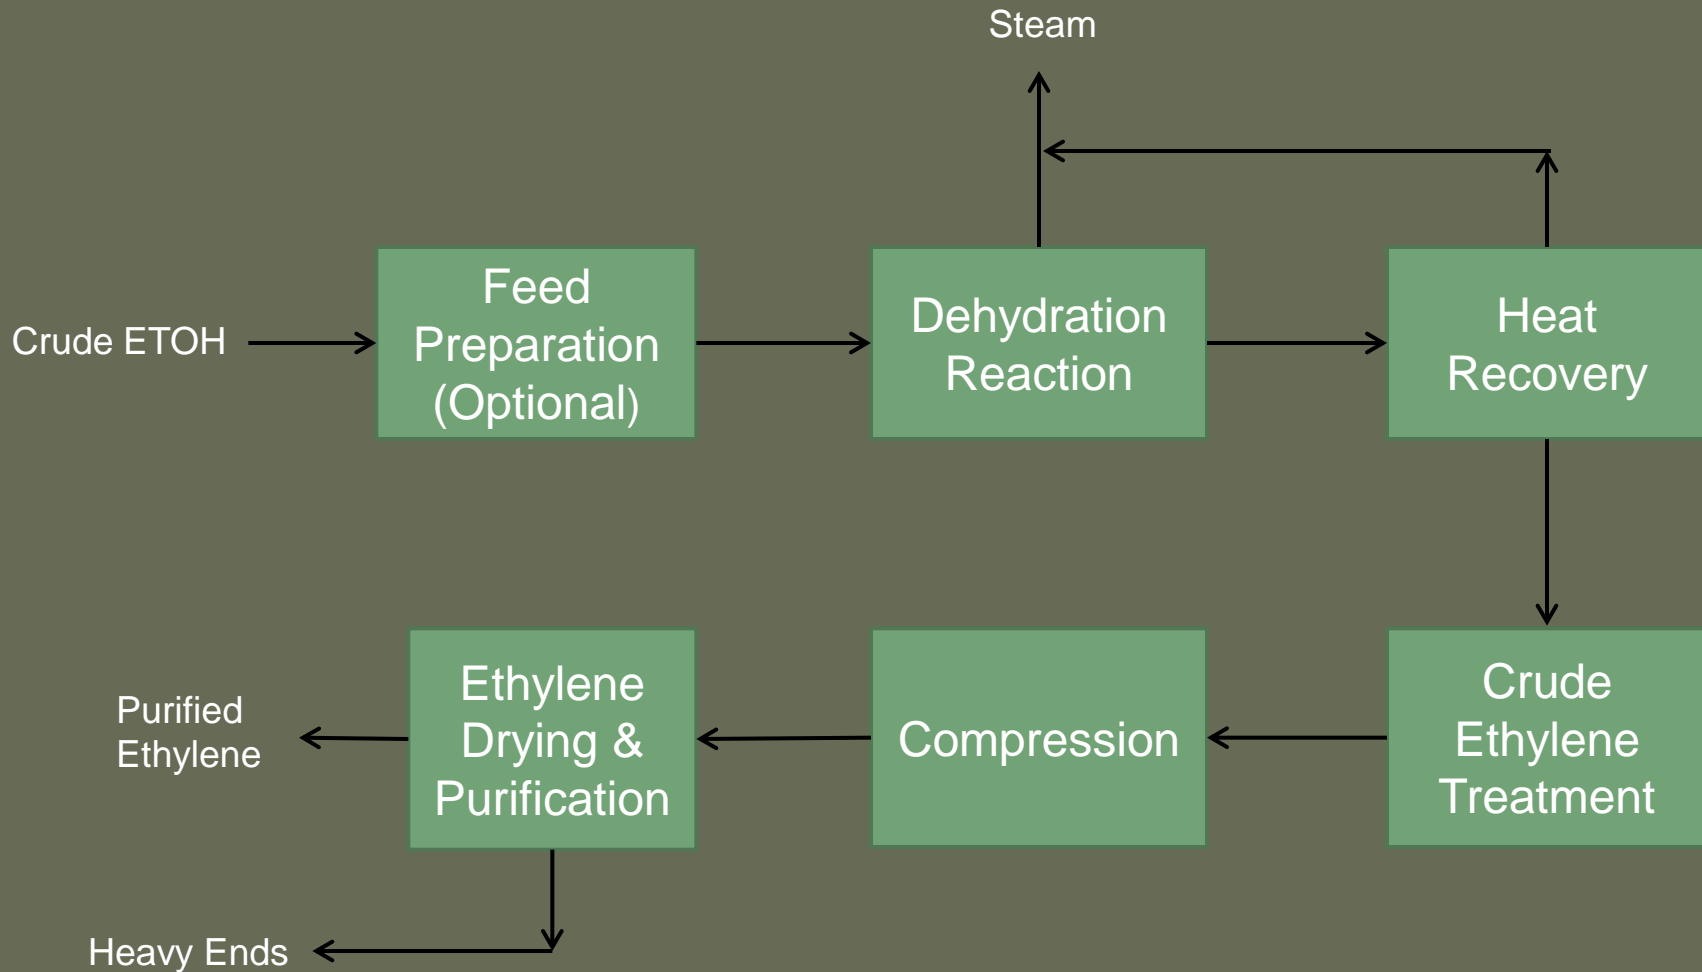 Steam
Crude ETOH
Feed
Preparation
(Optional)
Dehydration
Reaction
Heat
Recovery
Purified
Ethylene
Ethylene
Drying &
Purification
Compression
Crude
Ethylene
Treatment
Heavy Ends